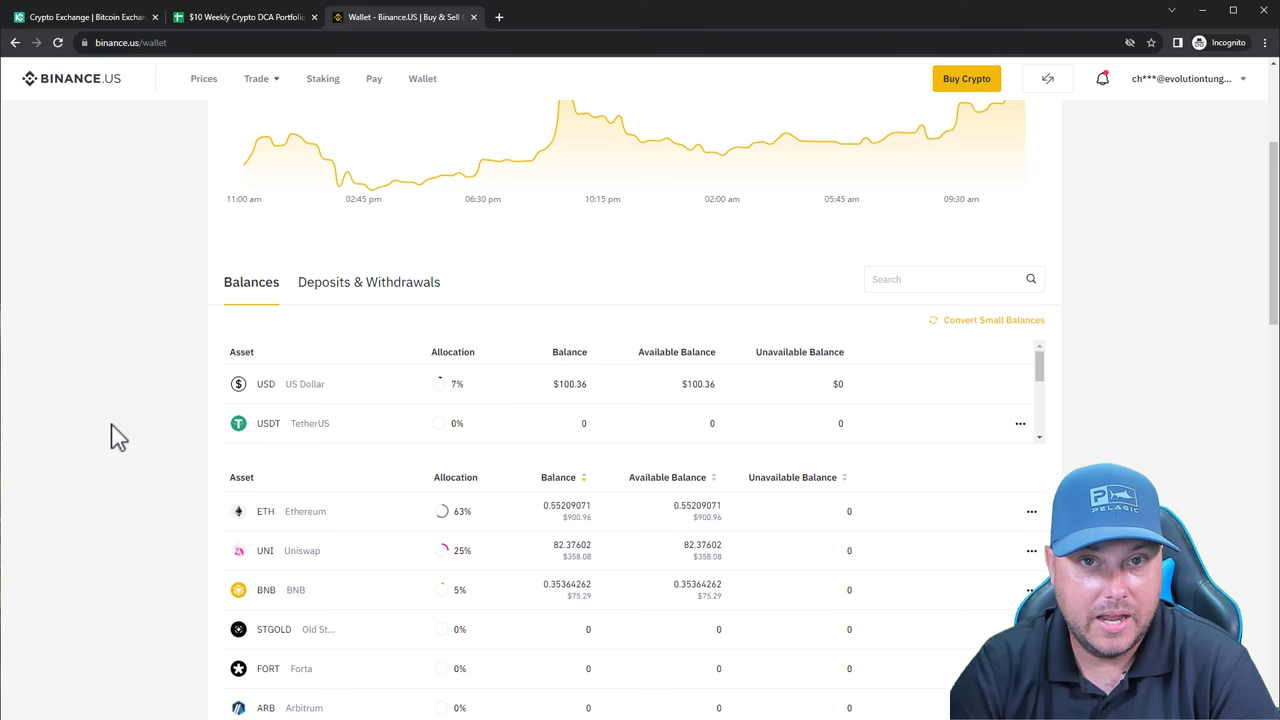 Crypto Exchange | Bitcoin Exchan
$10 Weekly Crypto DCA Portfolio
Wallet - Binance.US | Buy & Sell C
binance.us/wallet
Incognito
BINANCE.US
Prices
Trade
Staking
Pay
Wallet
Buy Crypto
ch***@evolutiontung...
11:00 am 02:45 pm 06:30 pm 10:15 pm 02:00 am 05:45 am 09:30 am
Balances Deposits & Withdrawals
Search
Convert Small Balances
Asset Allocation Balance Available Balance Unavailable Balance
USD US Dollar 7% $100.36 $100.36 $0
USDT TetherUS 0% 0 0 0
Asset Allocation Balance Available Balance Unavailable Balance
ETH Ethereum 63% 0.55209071 0.55209071 0
$900.96 $900.96
UNI Uniswap 25% 82.37602 82.37602 0
$358.08 $358.08
BNB BNB 5% 0.35364262 0.35364262 0
$75.29 $75.29
STGOLD Old St... 0% 0 0 0
FORT Forta 0% 0 0 0
ARB Arbitrum 0% 0 0 0
PELAGIC